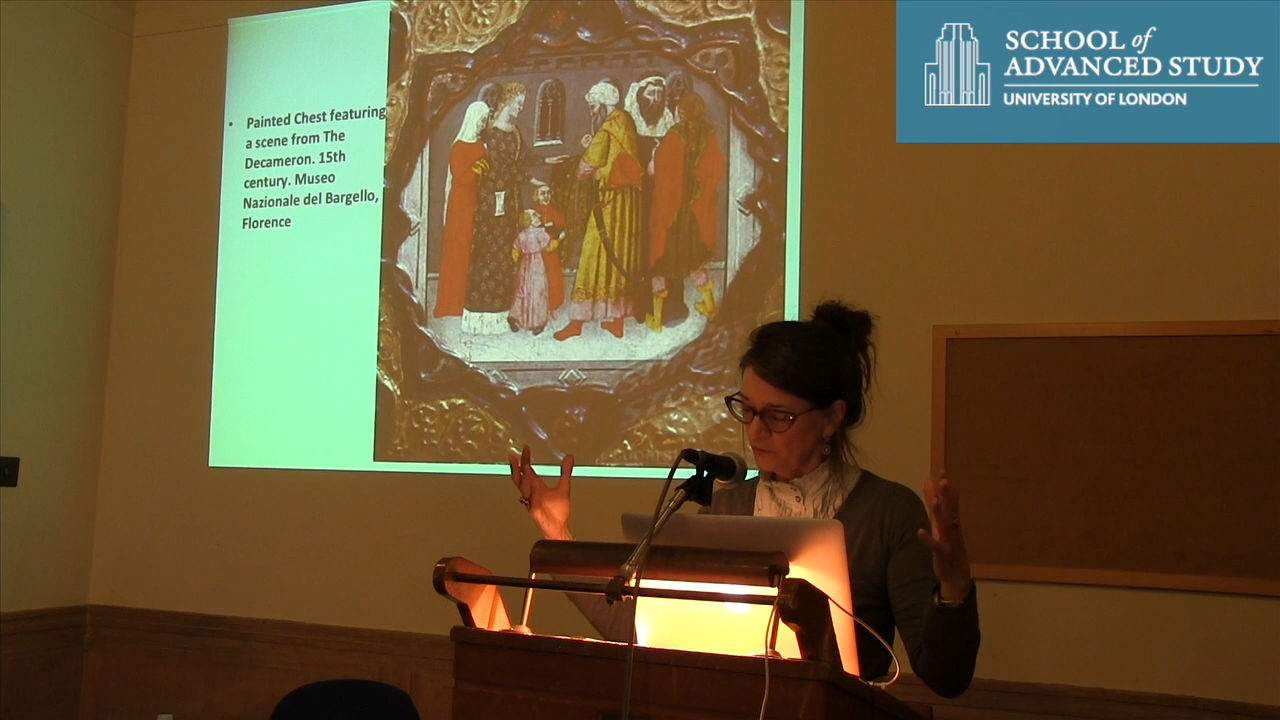 • Painted Chest featuring
a scene from The
Decameron. 15th
century. Museo
Nazionale del Bargello,
Florence
SCHOOL of
ADVANCED STUDY
UNIVERSITY OF LONDON